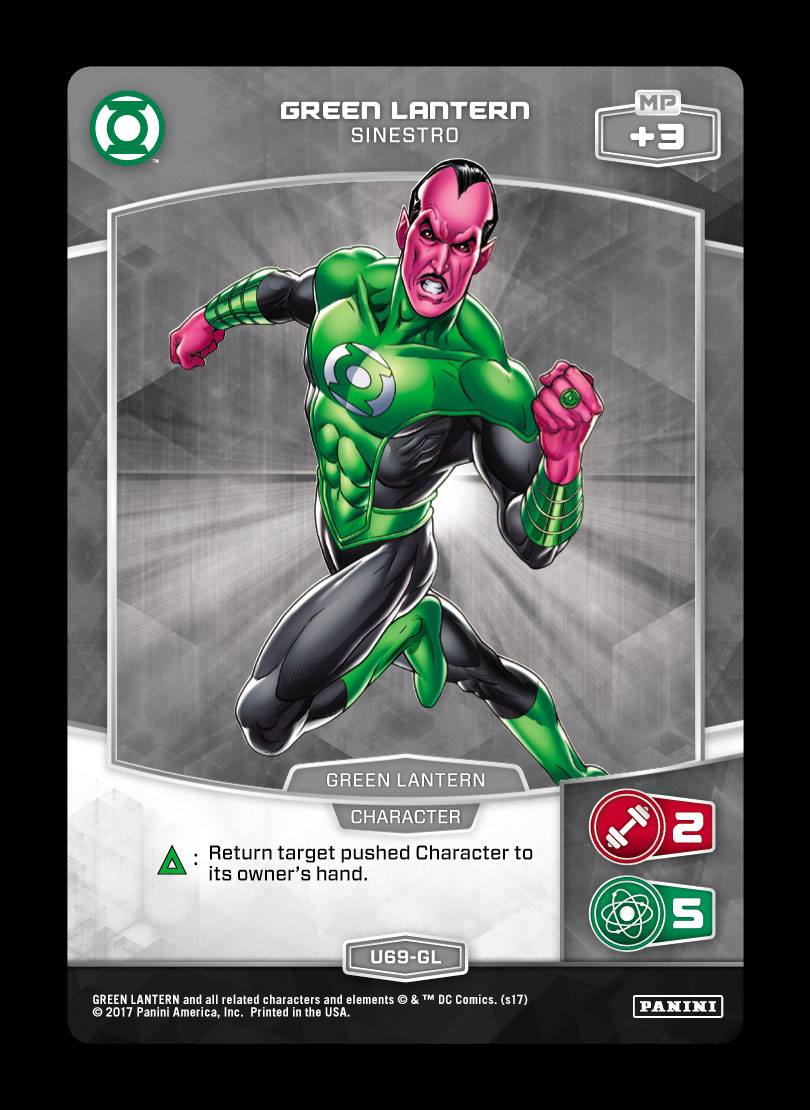 GREEN LANTERN
SINESTRO
MP
+3
™
GREEN LANTERN
CHARACTER
: Return target pushed Character to
its owner's hand.
2
5
U69-GL
GREEN LANTERN and all related characters and elements © & ™ DC Comics. (s17)
© 2017 Panini America, Inc. Printed in the USA.
PANINI